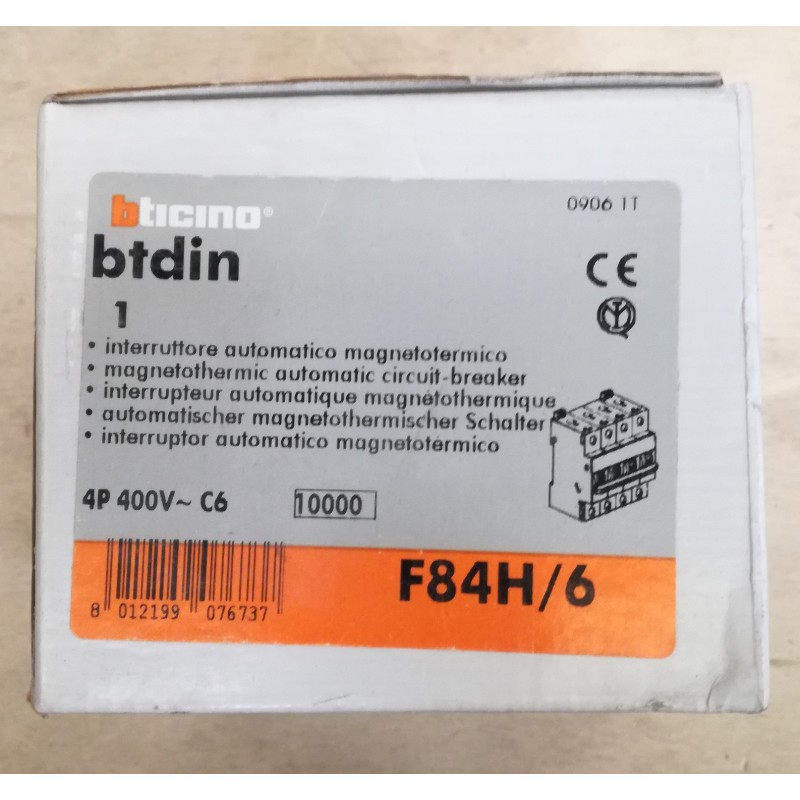 bticino®
0906 IT
btdin
CE
1
• interruttore automatico magnetotermico
• magnetothermic automatic circuit-breaker
• interrupteur automatique magnétothermique
• automatischer magnetothermischer Schalter
• interruptor automatico magnetotermico
4P 400V~ C6
10000
F84H/6
8 012199 076737